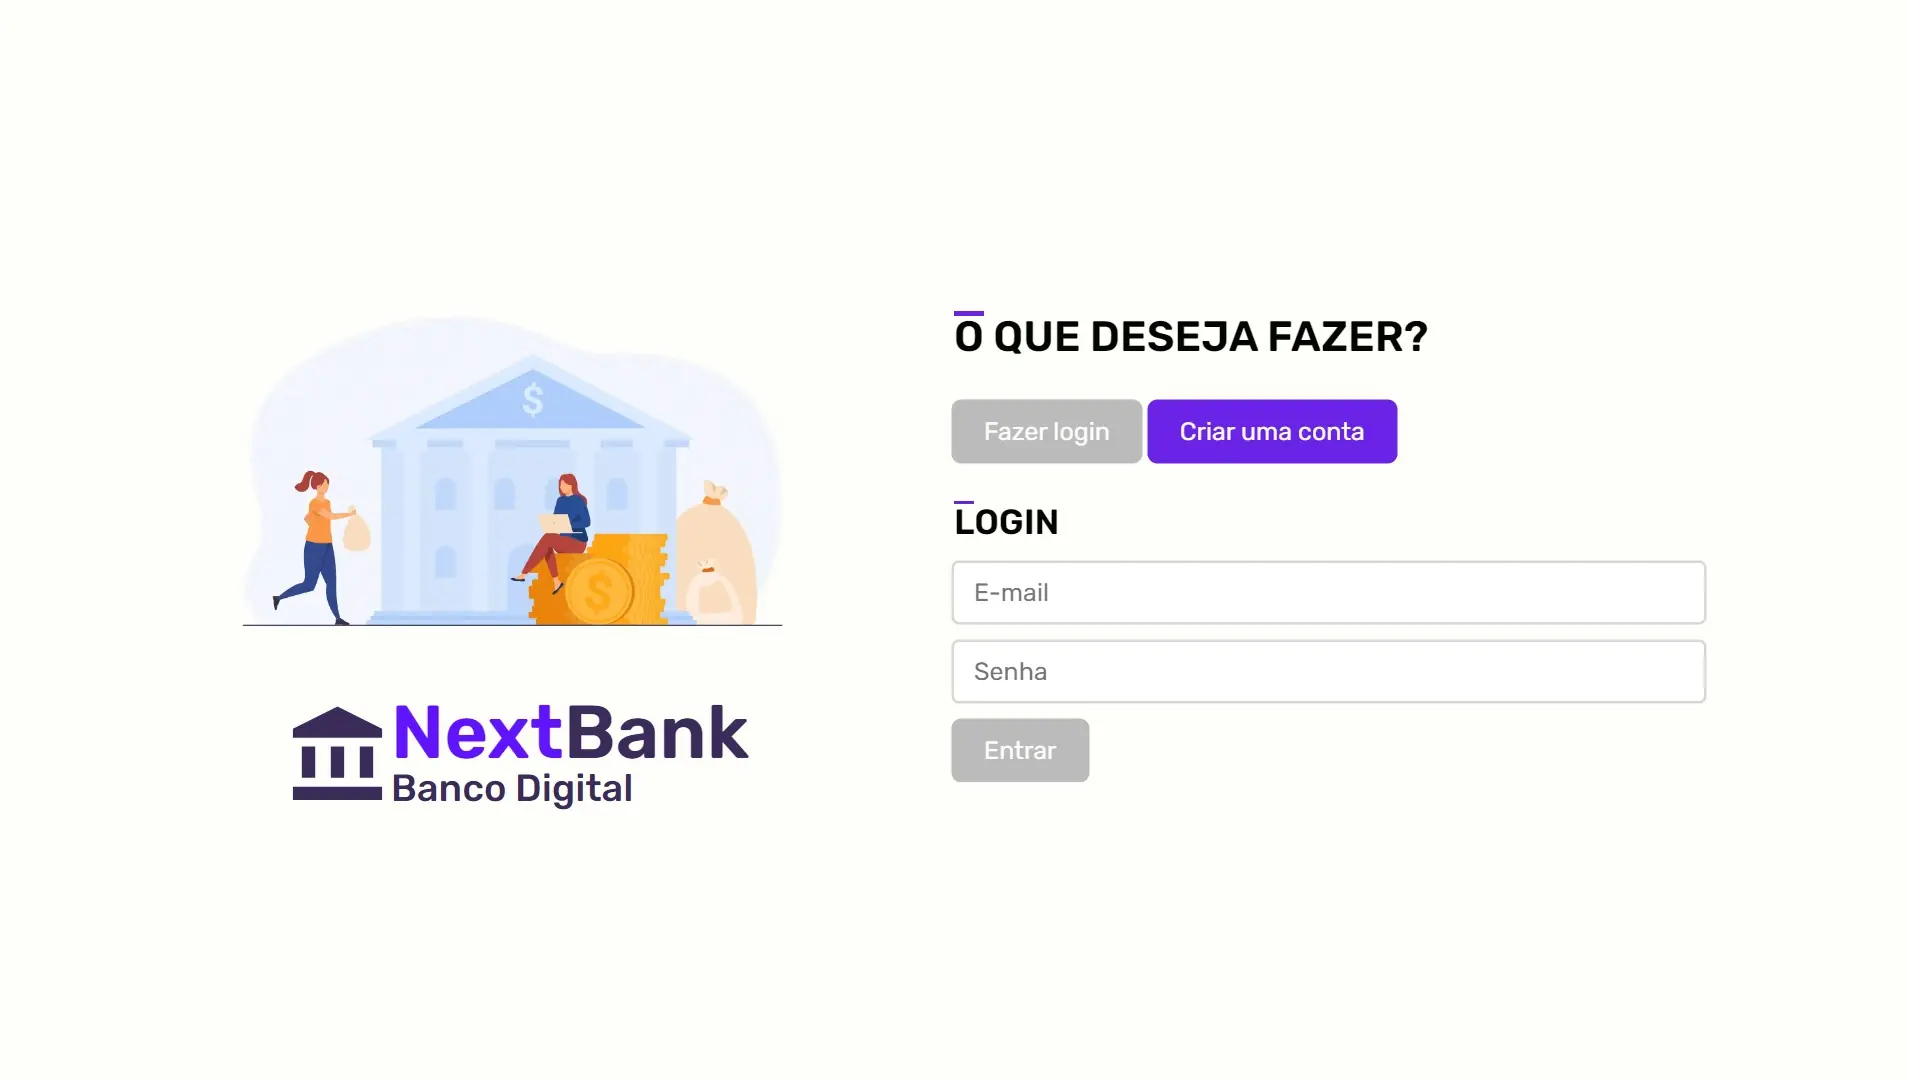 $
$
NextBank
Banco Digital
O QUE DESEJA FAZER?
Fazer login
Criar uma conta
LOGIN
E-mail
Senha
Entrar